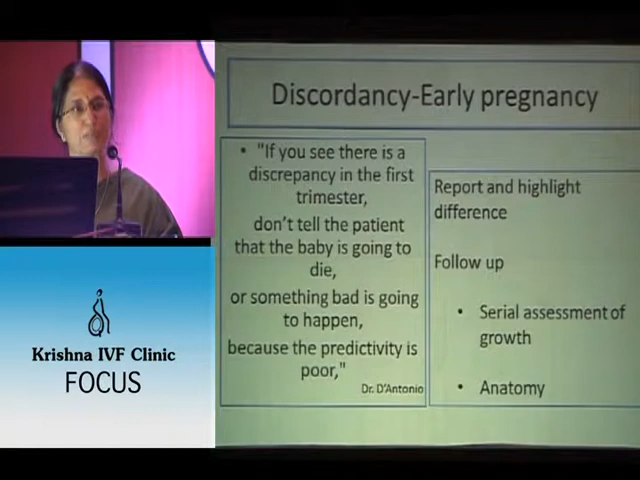 Discordancy-Early pregnancy
• "If you see there is a
discrepancy in the first
trimester,
don't tell the patient
that the baby is going to
die,
or something bad is going
to happen,
because the predictivity is
poor,"
Dr. D'Antonio
Report and highlight
difference
Follow up
• Serial assessment of
growth
• Anatomy
Krishna IVF Clinic
FOCUS